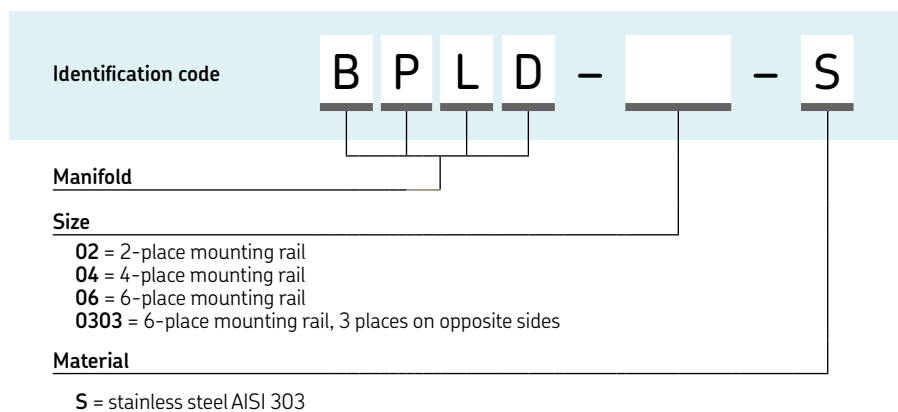 Identification code B P L D – – S
Manifold
Size
02 = 2-place mounting rail
04 = 4-place mounting rail
06 = 6-place mounting rail
0303 = 6-place mounting rail, 3 places on opposite sides
Material
S = stainless steel AISI 303